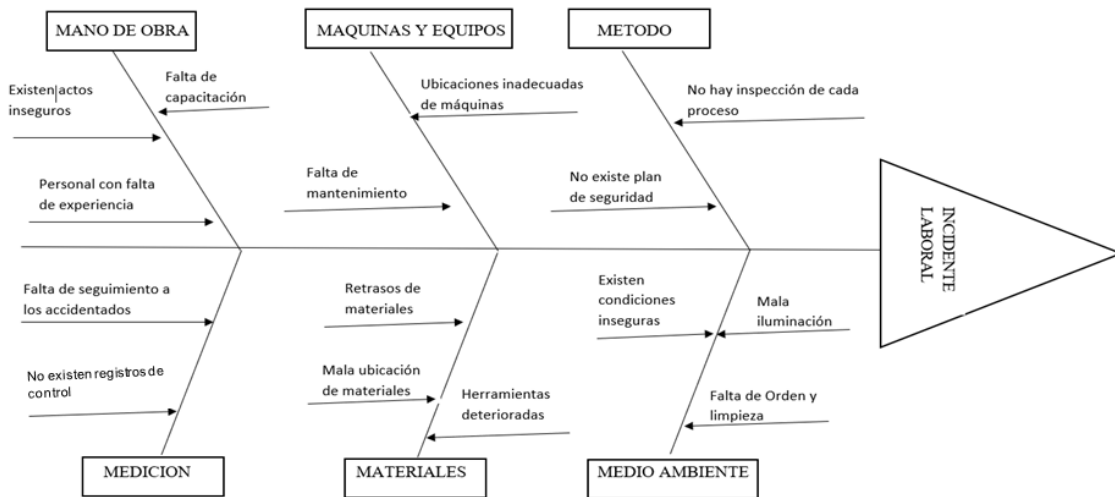 MANO DE OBRA
MAQUINAS Y EQUIPOS
METODO
Existen actos
inseguros
Falta de
capacitación
Personal con falta
de experiencia
Ubicaciones inadecuadas
de máquinas
Falta de
mantenimiento
No hay inspección de cada
proceso
No existe plan
de seguridad
INCIDENTE
LABORAL
Falta de seguimiento a
los accidentados
No existen registros de
control
Retrasos de
materiales
Mala ubicación
de materiales
Herramientas
deterioradas
Existen
condiciones
inseguras
Mala
iluminación
Falta de Orden y
limpieza
MEDICION
MATERIALES
MEDIO AMBIENTE